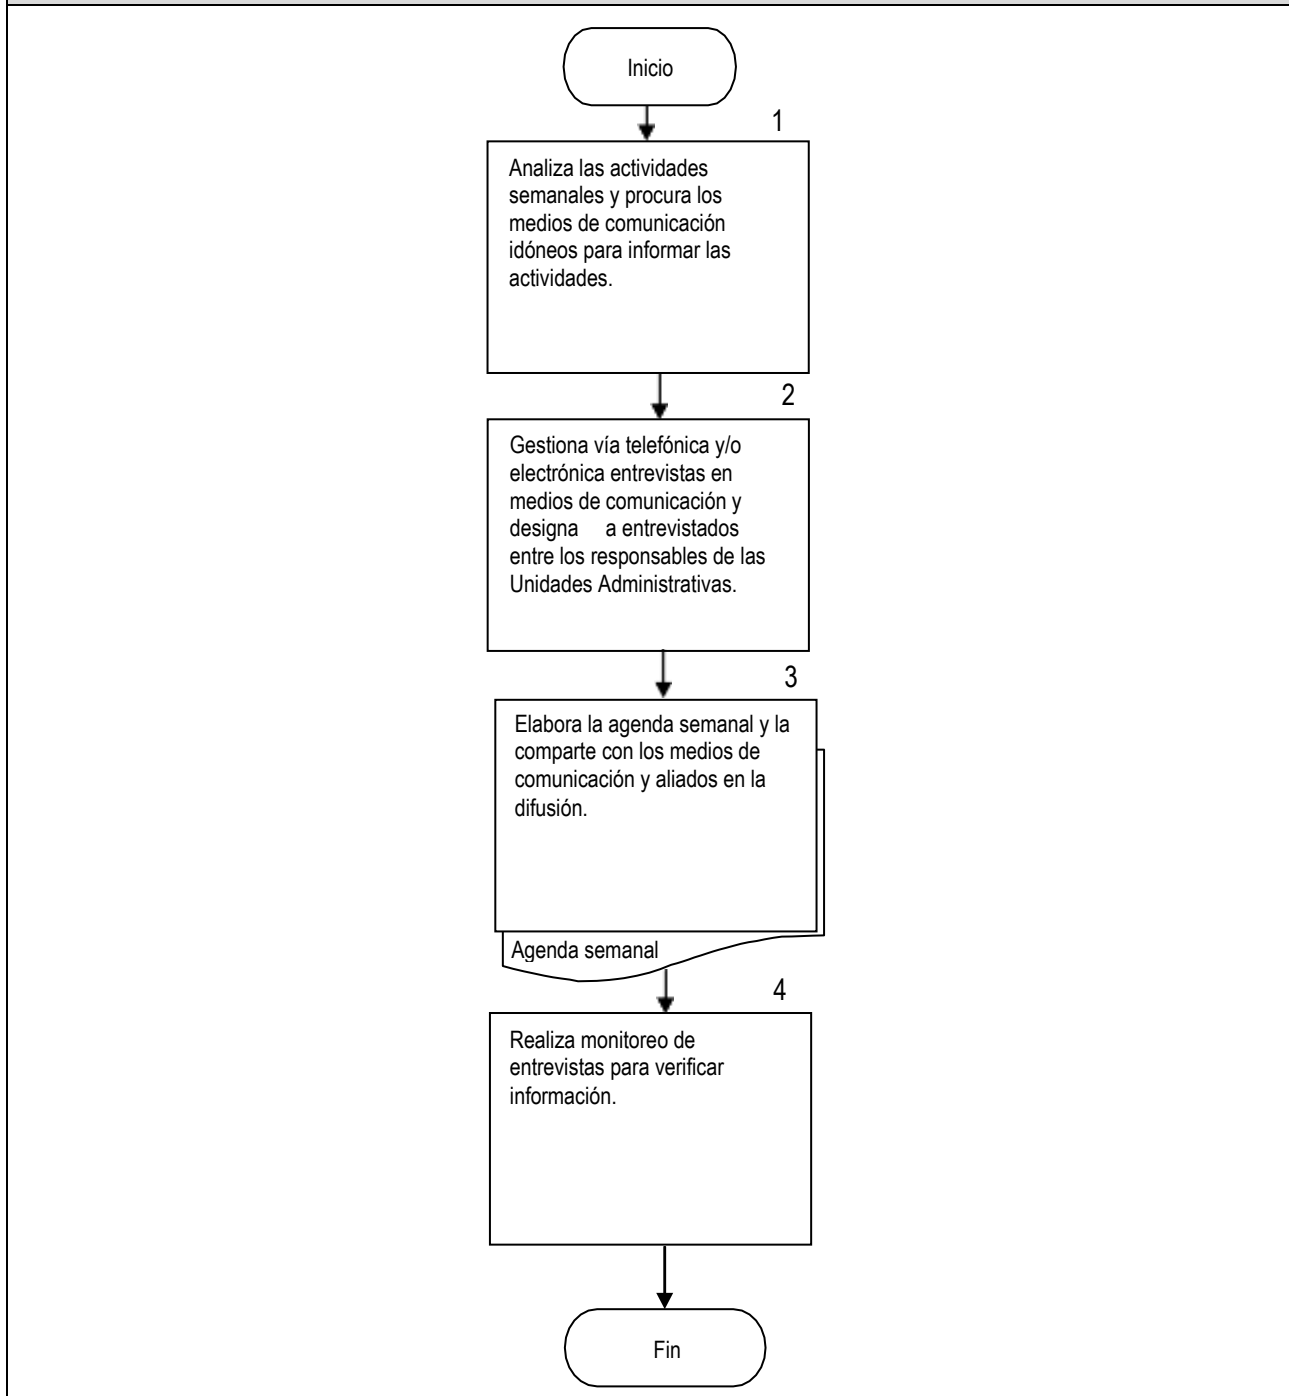 Inicio
1
Analiza las actividades
semanales y procura los
medios de comunicación
idóneos para informar las
actividades.
2
Gestiona vía telefónica y/o
electrónica entrevistas en
medios de comunicación y
designa a entrevistados
entre los responsables de las
Unidades Administrativas.
3
Elabora la agenda semanal y la
comparte con los medios de
comunicación y aliados en la
difusión.
Agenda semanal
4
Realiza monitoreo de
entrevistas para verificar
información.
Fin